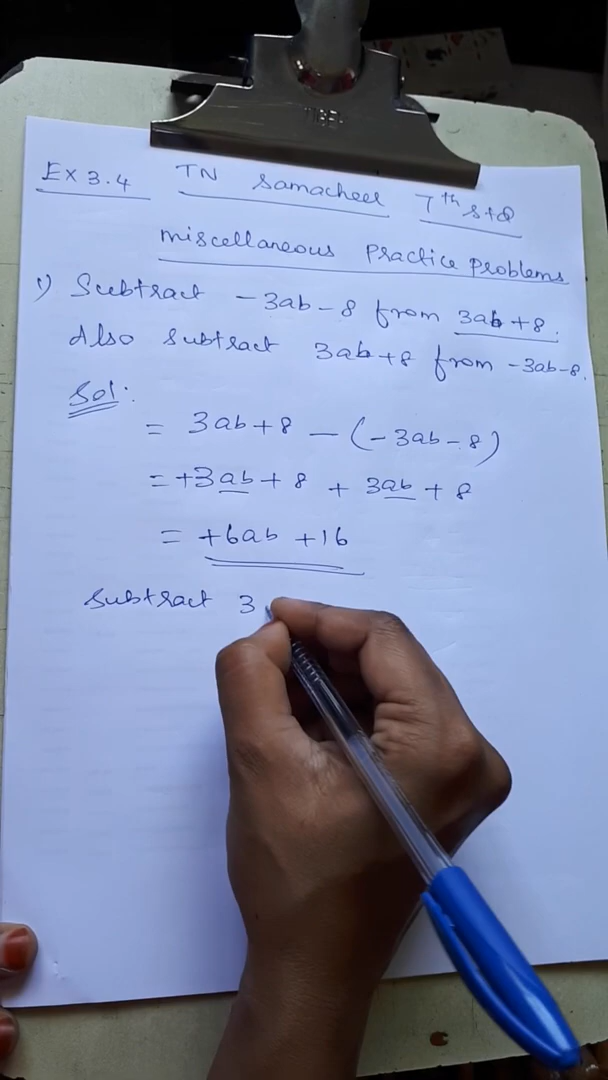 TIGER
Ex 3.4 TN Samacheer 7th std
miscellaneous Practice Problems
1) Subtract -3ab-8 from 3ab+8.
Also subtract 3ab+8 from -3ab-8.
Sol:
= 3ab+8 - (-3ab-8)
= +3ab+8 + 3ab+8
= +6ab +16
subtract 3